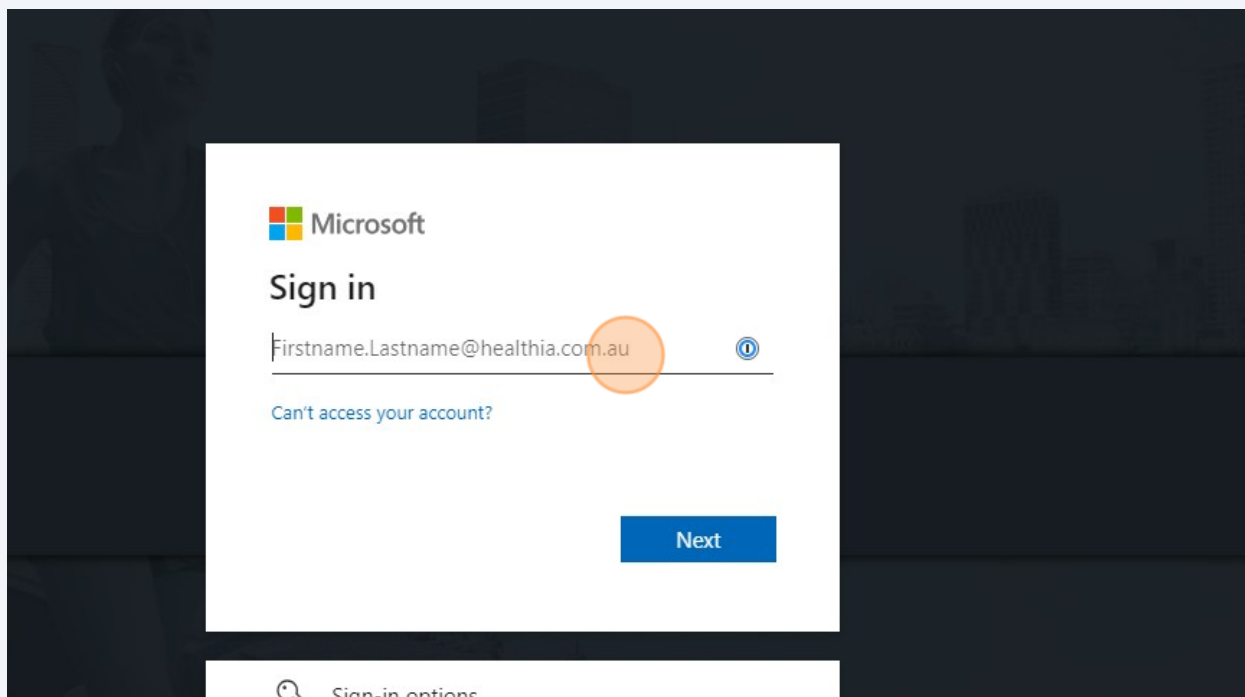 Microsoft
Sign in
Firstname.Lastname@healthia.com.au
Can't access your account?
Next
Sign-in options